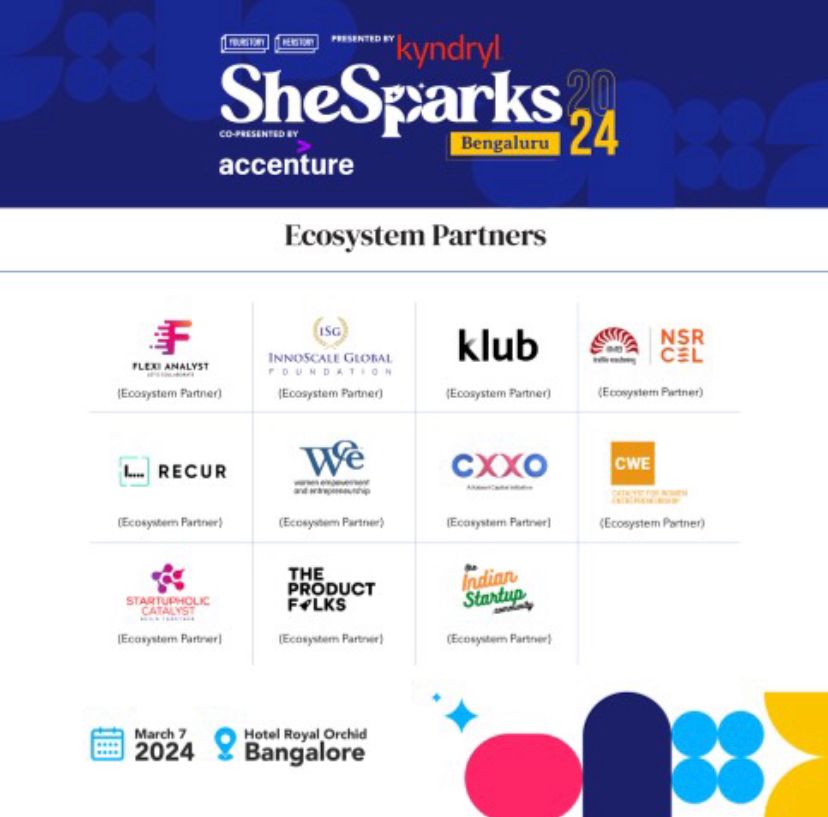 YOURSTORY HERSTORY PRESENTED BY kyndryl
SheSparks 2024
CO-PRESENTED BY
accenture
Bengaluru
Ecosystem Partners
FLEXI ANALYST
LET'S COLLABORATE
(Ecosystem Partner)
ISG
INNOSCALE GLOBAL
FOUNDATION
(Ecosystem Partner)
klub
(Ecosystem Partner)
NSR
CEL
(Ecosystem Partner)
RECUR
(Ecosystem Partner)
wee
women empowerment
and entrepreneurship
(Ecosystem Partner)
CXXO
A Kalaari Capital Initiative
(Ecosystem Partner)
CWE
CATALYST FOR WOMEN
ENTREPRENEURSHIP
(Ecosystem Partner)
STARTUPHOLIC
CATALYST
BUILD TOGETHER
(Ecosystem Partner)
THE
PRODUCT
FOLKS
(Ecosystem Partner)
the
Indian
Startup
community
(Ecosystem Partner)
March 7
2024
Hotel Royal Orchid
Bangalore